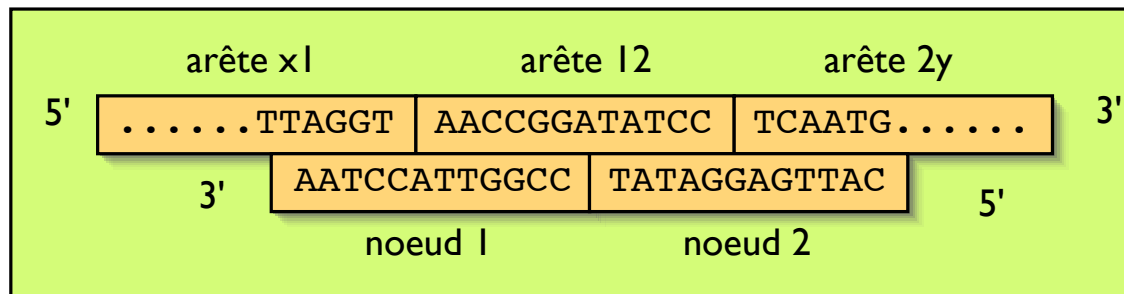 arête x1 arête 12 arête 2y
5' ......TTAGGT AACCGGATATCC TCAATG...... 3'
3' AATCCATTGGCC TATAGGAGTTAC 5'
noeud 1 noeud 2